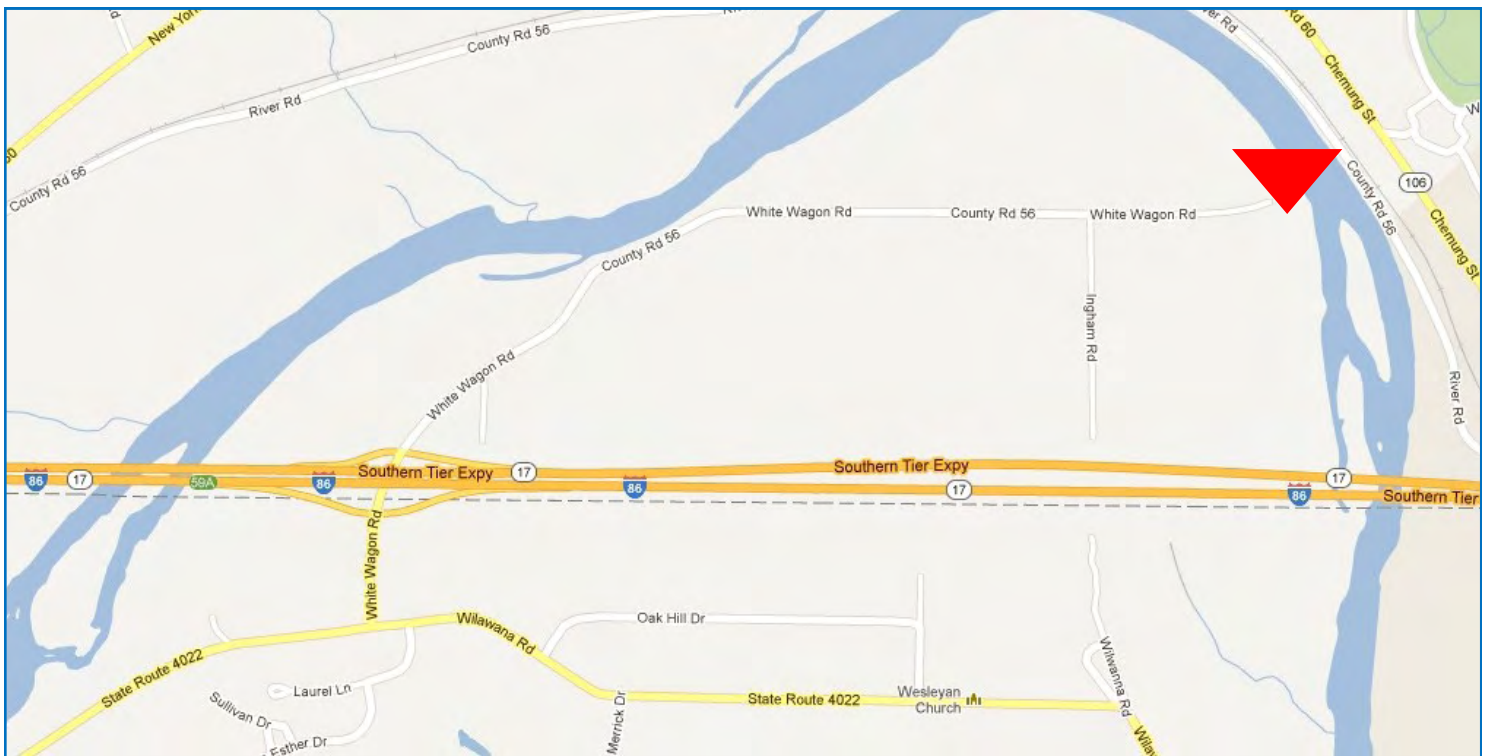 New York
Rd 60
County Rd 56
River Rd
Chemung St
County Rd 56
106
County Rd 56
White Wagon Rd
County Rd 56
White Wagon Rd
Chemung St
County Rd 56
Ingham Rd
White Wagon Rd
River Rd
86
17
59A
86
Southern Tier Expy
17
86
Southern Tier Expy
17
17
86
Southern Tier
White Wagon Rd
Oak Hill Dr
Wilawana Rd
State Route 4022
Wilwanna Rd
Laurel Ln
Sullivan Dr
Esther Dr
Merrick Dr
State Route 4022
Wesleyan
Church